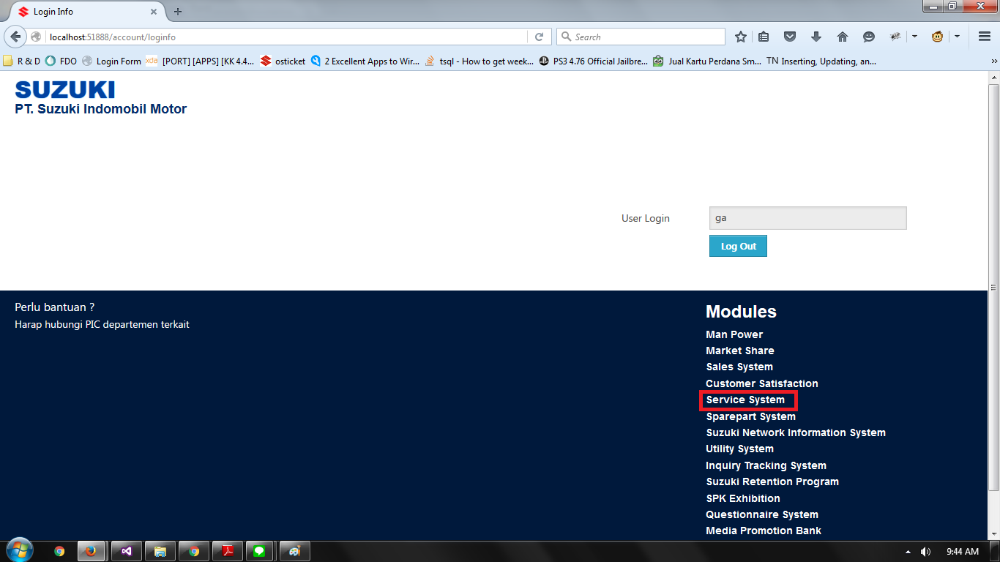 Login Info
localhost:51888/account/loginfo
Search
R & D FDO Login Form xda [PORT] [APPS] [KK 4.4... osticket 2 Excellent Apps to Wir... tsql - How to get week... PS3 4.76 Official Jailbre... Jual Kartu Perdana Sm... TN Inserting, Updating, an...
SUZUKI
PT. Suzuki Indomobil Motor
User Login ga
Log Out
Perlu bantuan ?
Harap hubungi PIC departemen terkait
Modules
Man Power
Market Share
Sales System
Customer Satisfaction
Service System
Sparepart System
Suzuki Network Information System
Utility System
Inquiry Tracking System
Suzuki Retention Program
SPK Exhibition
Questionnaire System
Media Promotion Bank
9:44 AM